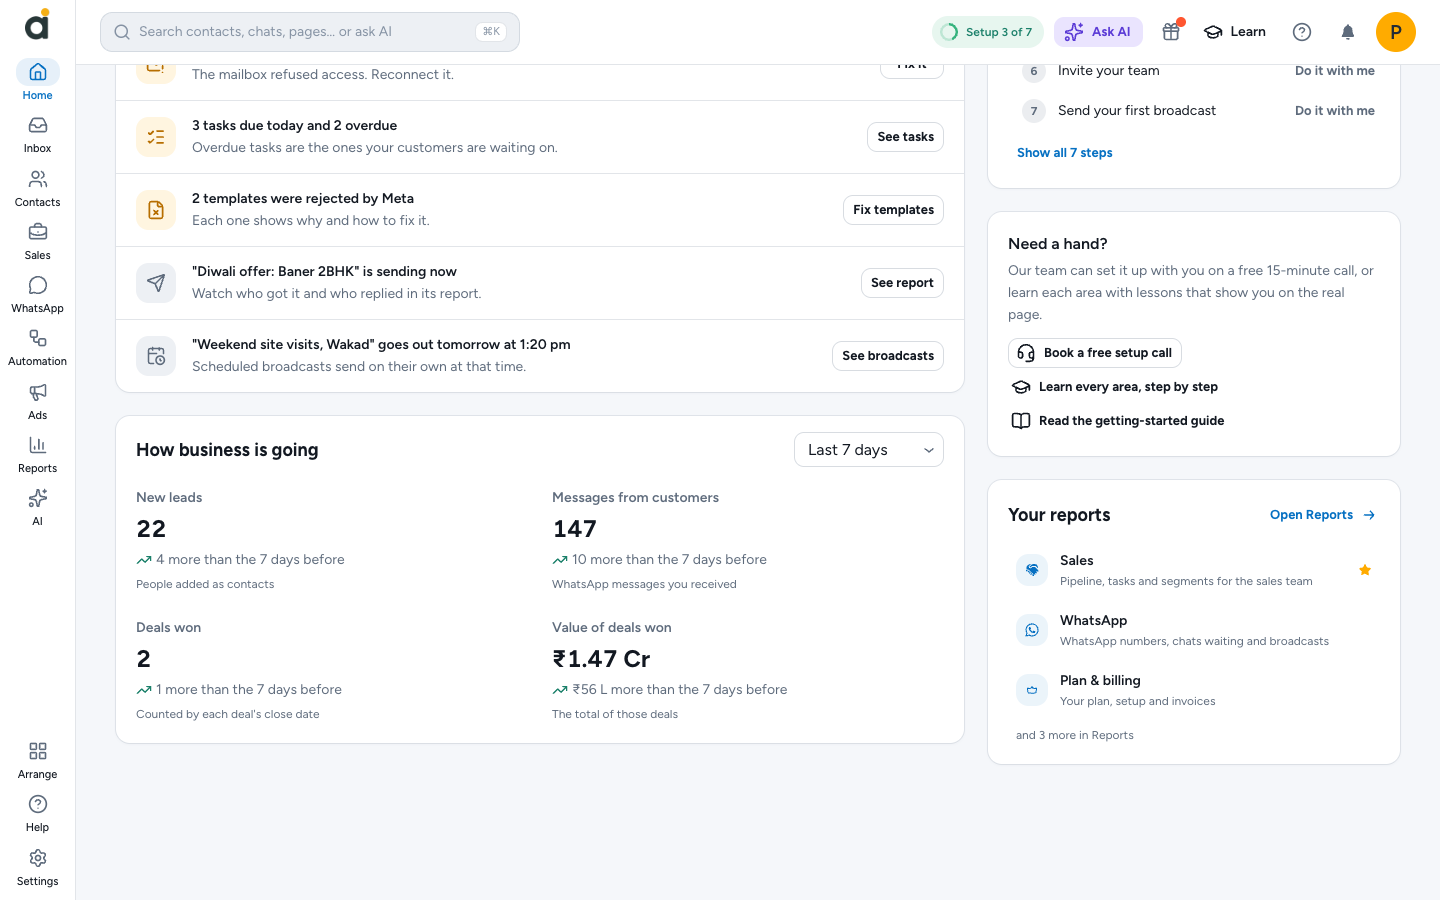 Search contacts, chats, pages... or ask AI
⌘K
Setup 3 of 7
Ask AI
Learn
P
Home
Inbox
Contacts
Sales
WhatsApp
Automation
Ads
Reports
AI
Arrange
Help
Settings
The mailbox refused access. Reconnect it.
Fix it
3 tasks due today and 2 overdue
Overdue tasks are the ones your customers are waiting on.
See tasks
2 templates were rejected by Meta
Each one shows why and how to fix it.
Fix templates
"Diwali offer: Baner 2BHK" is sending now
Watch who got it and who replied in its report.
See report
"Weekend site visits, Wakad" goes out tomorrow at 1:20 pm
Scheduled broadcasts send on their own at that time.
See broadcasts
How business is going
Last 7 days
New leads
22
4 more than the 7 days before
People added as contacts
Messages from customers
147
10 more than the 7 days before
WhatsApp messages you received
Deals won
2
1 more than the 7 days before
Counted by each deal's close date
Value of deals won
₹1.47 Cr
₹56 L more than the 7 days before
The total of those deals
6 Invite your team Do it with me
7 Send your first broadcast Do it with me
Show all 7 steps
Need a hand?
Our team can set it up with you on a free 15-minute call, or
learn each area with lessons that show you on the real
page.
Book a free setup call
Learn every area, step by step
Read the getting-started guide
Your reports
Open Reports
Sales
Pipeline, tasks and segments for the sales team
WhatsApp
WhatsApp numbers, chats waiting and broadcasts
Plan & billing
Your plan, setup and invoices
and 3 more in Reports